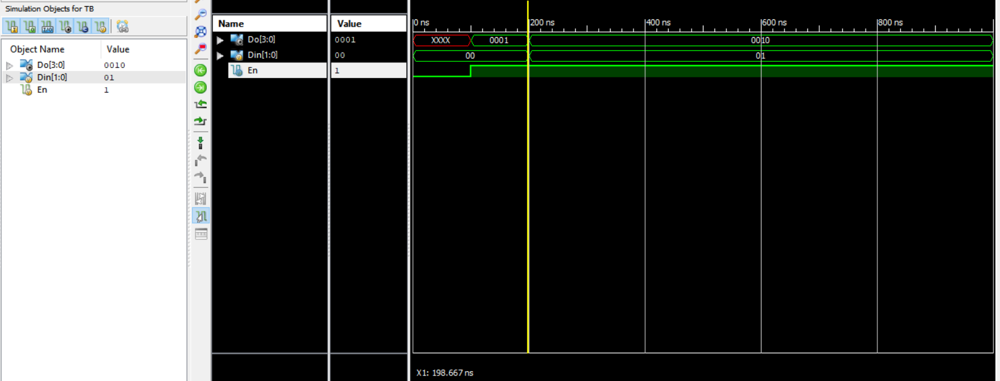 Simulation Objects for TB
Object Name Value
Do[3:0] 0010
Din[1:0] 01
En 1
Name Value
Do[3:0] 0001
Din[1:0] 00
En 1
0 ns 200 ns 400 ns 600 ns 800 ns
XXXX 0001 0010
00 01
X1: 198.667 ns